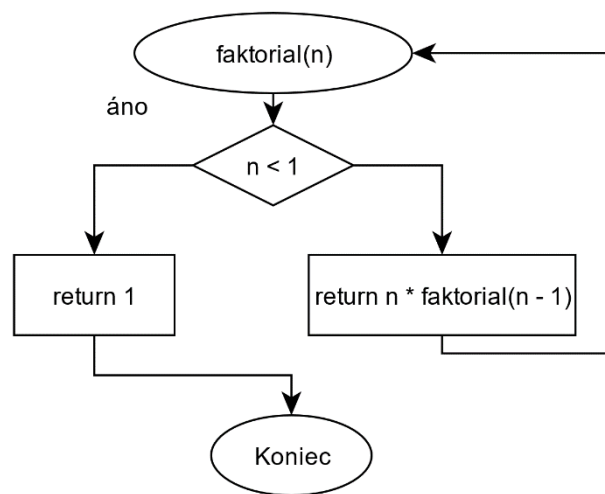 faktorial(n)
áno
n < 1
return 1
return n * faktorial(n - 1)
Koniec